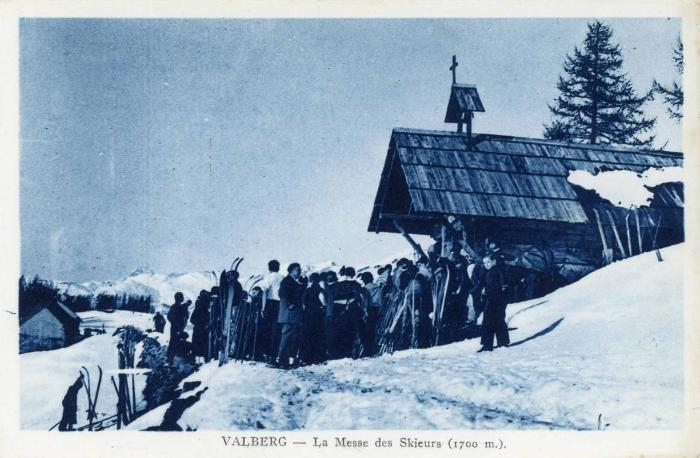 VALBERG — La Messe des Skieurs (1700 m.).